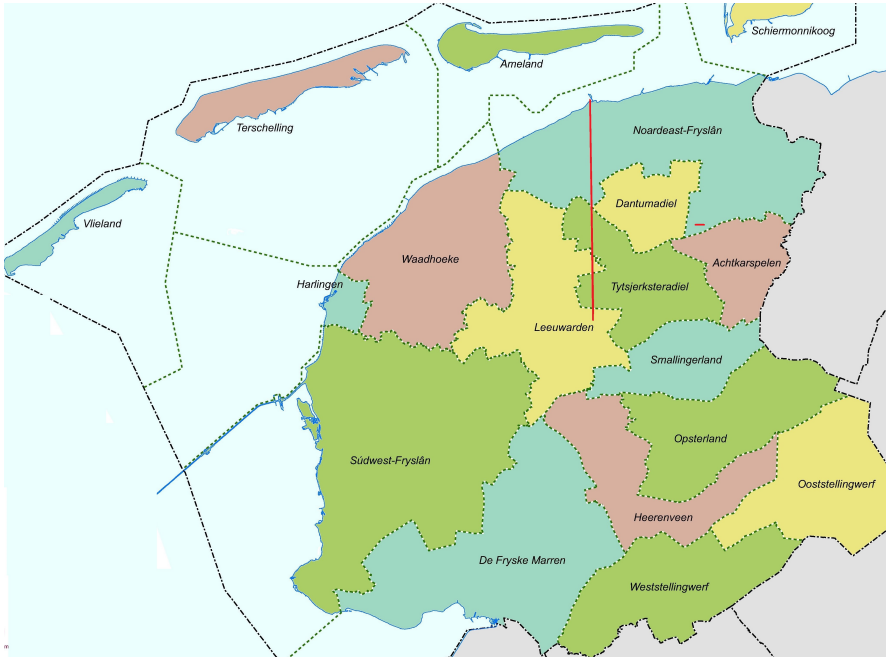 Schiermonnikoog
Ameland
Terschelling
Noardeast-Fryslân
Dantumadiel
Vlieland
Waadhoeke
Achtkarspelen
Harlingen
Tytsjerksteradiel
Leeuwarden
Smallingerland
Opsterland
Súdwest-Fryslân
Ooststellingwerf
Heerenveen
De Fryske Marren
Weststellingwerf
m